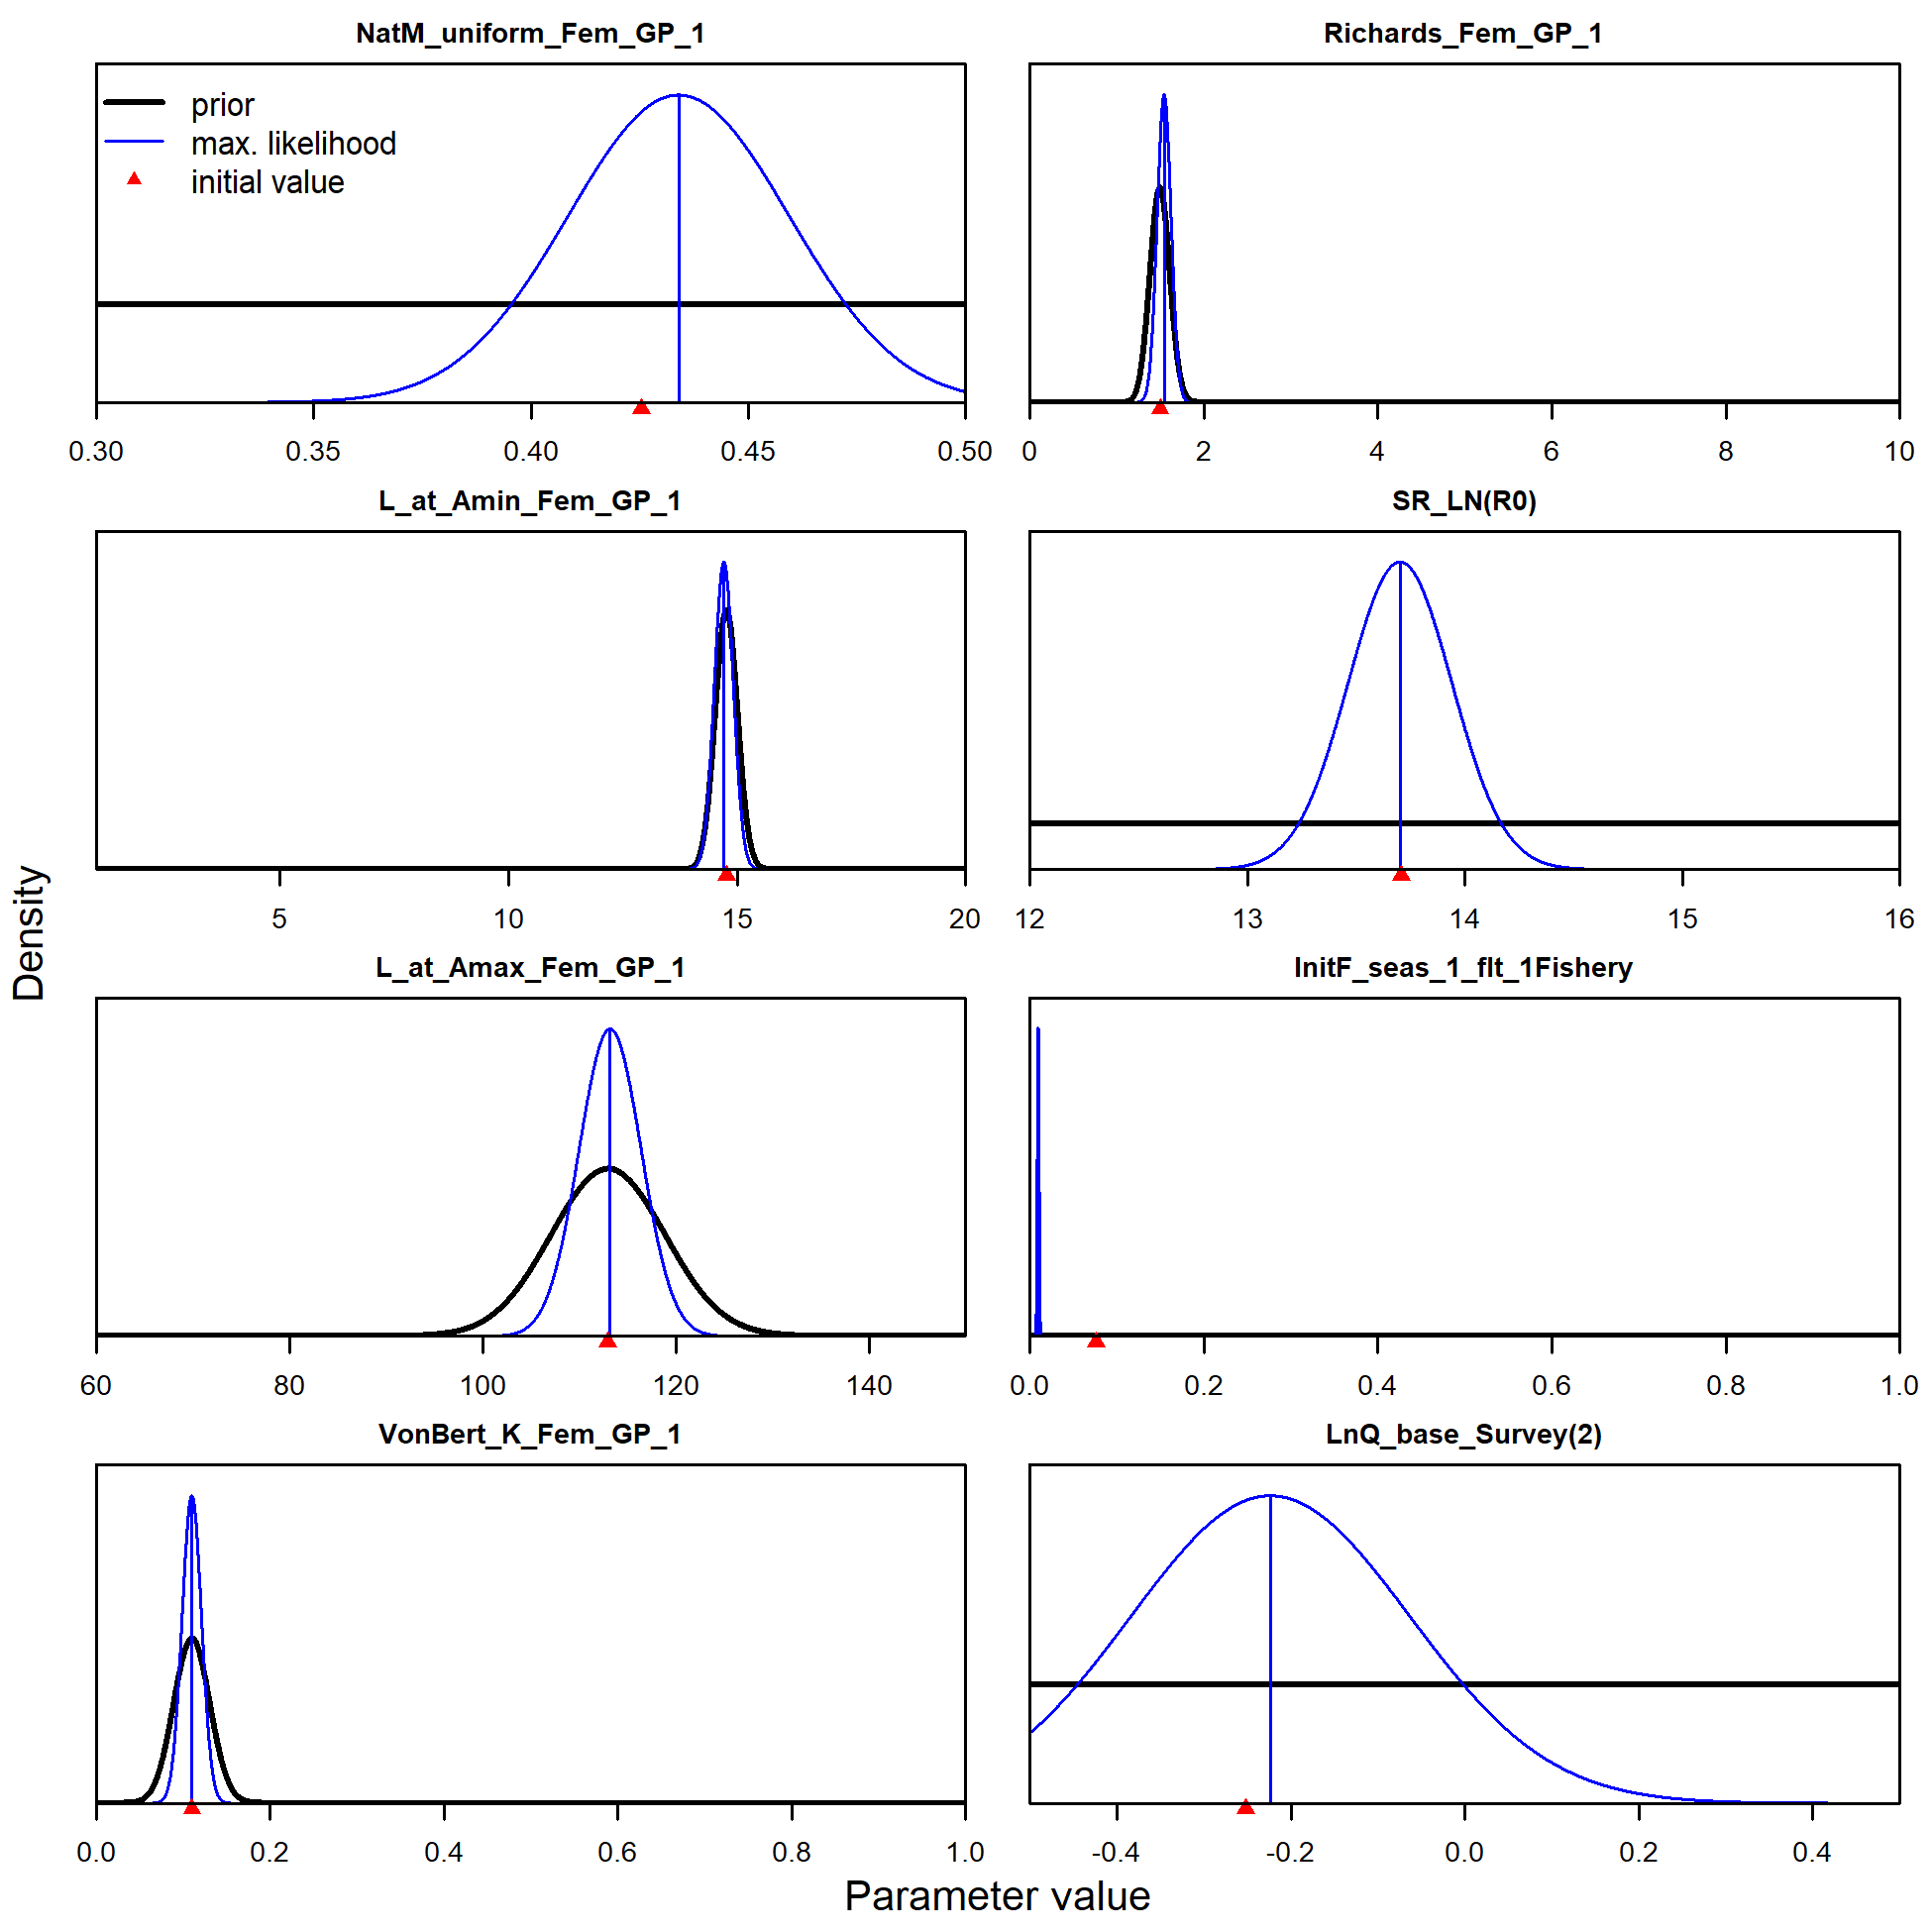 NatM_uniform_Fem_GP_1
prior
max. likelihood
initial value
0.30 0.35 0.40 0.45 0.50
Richards_Fem_GP_1
0 2 4 6 8 10
L_at_Amin_Fem_GP_1
5 10 15 20
SR_LN(R0)
12 13 14 15 16
L_at_Amax_Fem_GP_1
60 80 100 120 140
InitF_seas_1_flt_1Fishery
0.0 0.2 0.4 0.6 0.8 1.0
VonBert_K_Fem_GP_1
0.0 0.2 0.4 0.6 0.8 1.0
LnQ_base_Survey(2)
-0.4 -0.2 0.0 0.2 0.4
Density
Parameter value